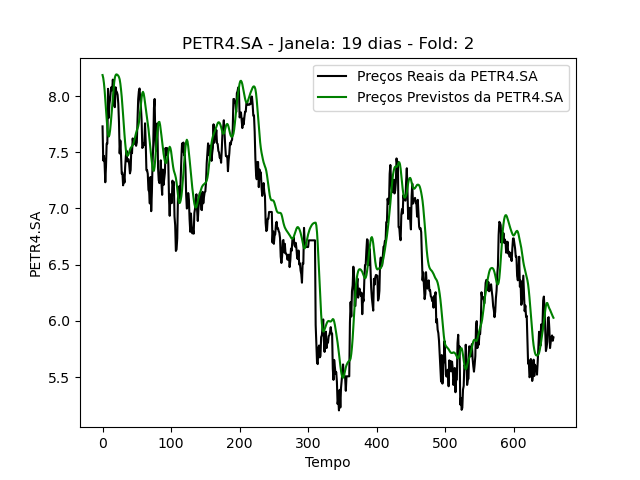 PETR4.SA - Janela: 19 dias - Fold: 2
Preços Reais da PETR4.SA
Preços Previstos da PETR4.SA
8.0
7.5
7.0
6.5
6.0
5.5
PETR4.SA
0 100 200 300 400 500 600
Tempo